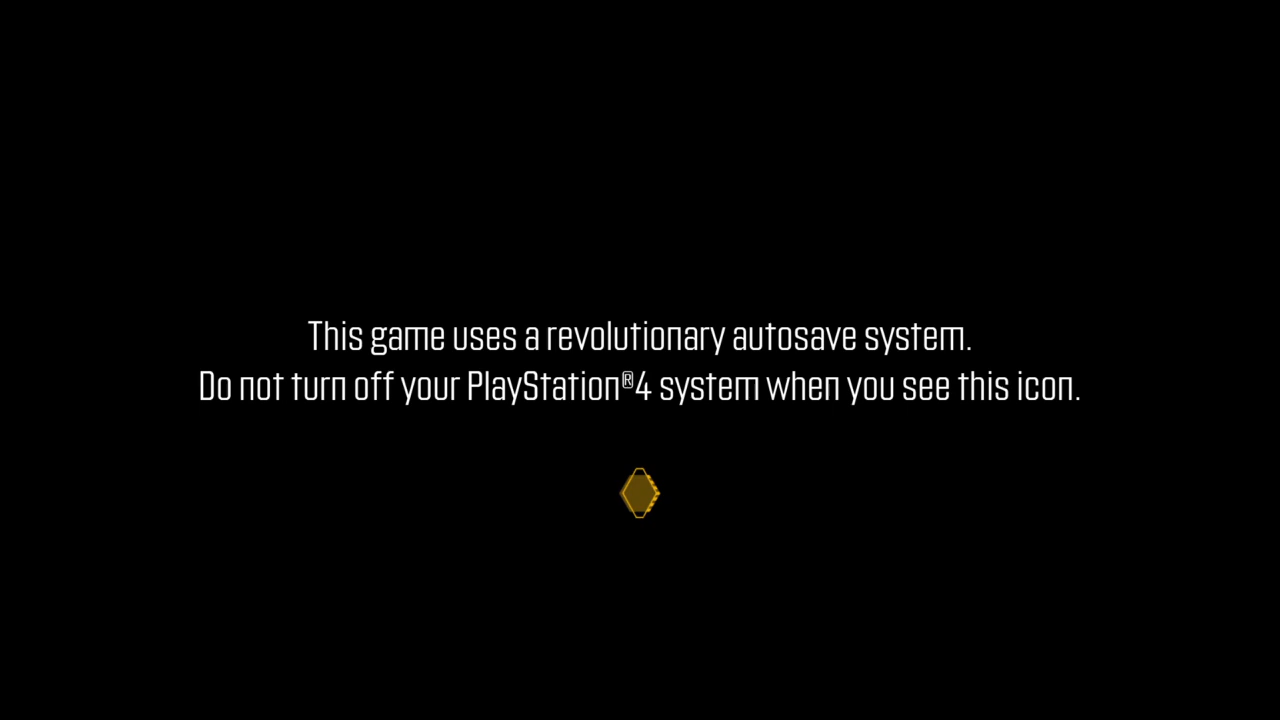 This game uses a revolutionary autosave system.
Do not turn off your PlayStation®4 system when you see this icon.